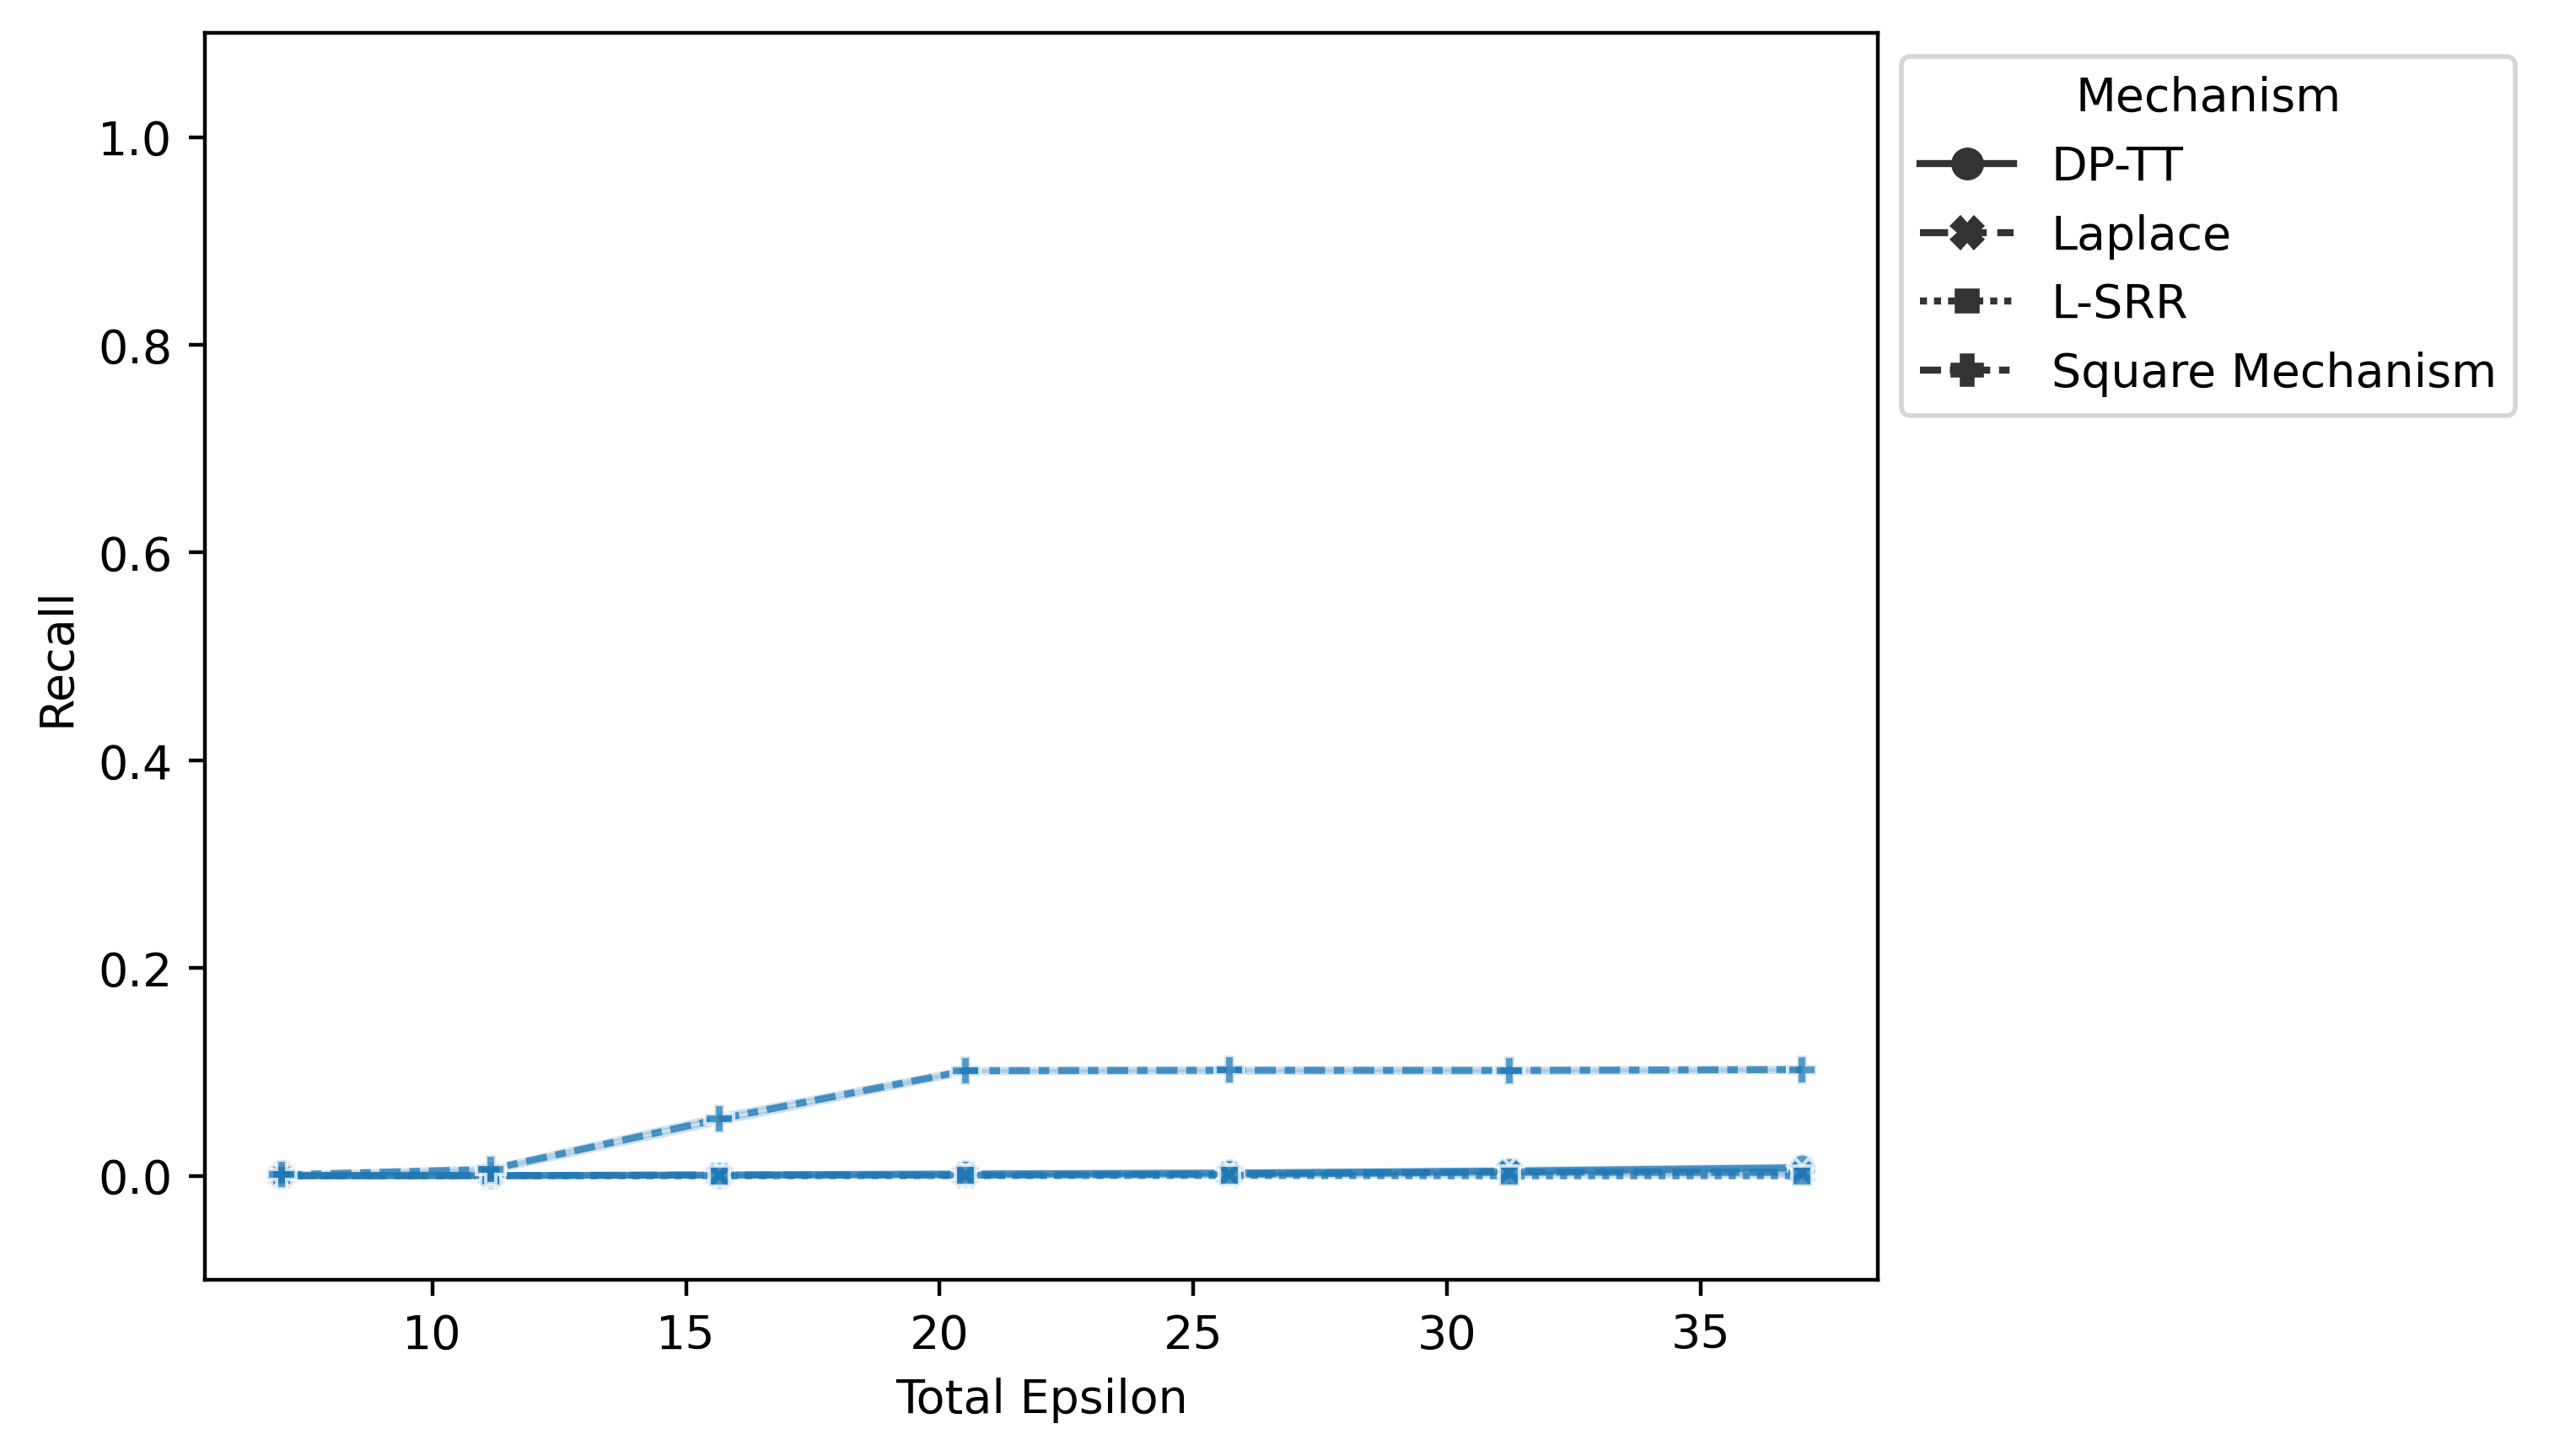 Mechanism
DP-TT
Laplace
L-SRR
Square Mechanism
1.0
0.8
0.6
0.4
0.2
0.0
Recall
10 15 20 25 30 35
Total Epsilon